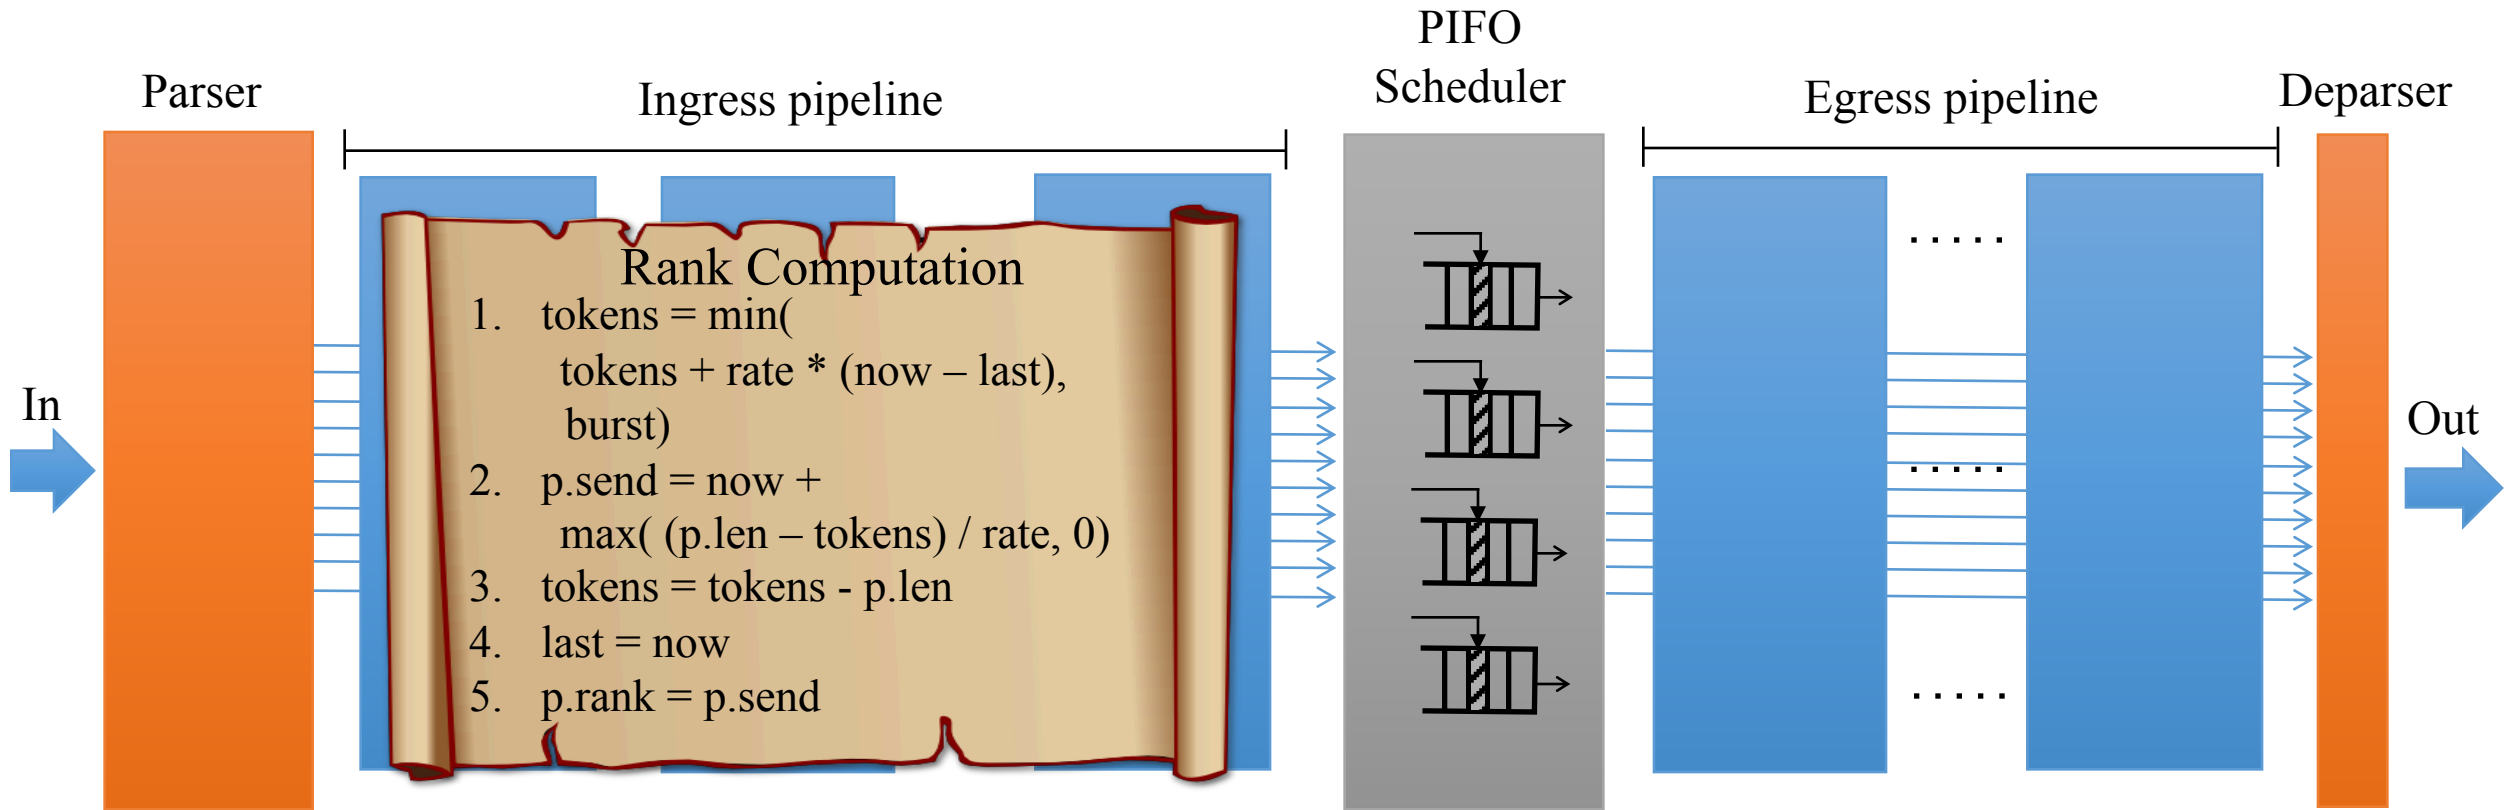 PIFO
Scheduler
Parser
Ingress pipeline
Egress pipeline
Deparser
In
Rank Computation
1. tokens = min(
tokens + rate * (now – last),
burst)
2. p.send = now +
max( (p.len – tokens) / rate, 0)
3. tokens = tokens - p.len
4. last = now
5. p.rank = p.send
.....
.....
.....
Out